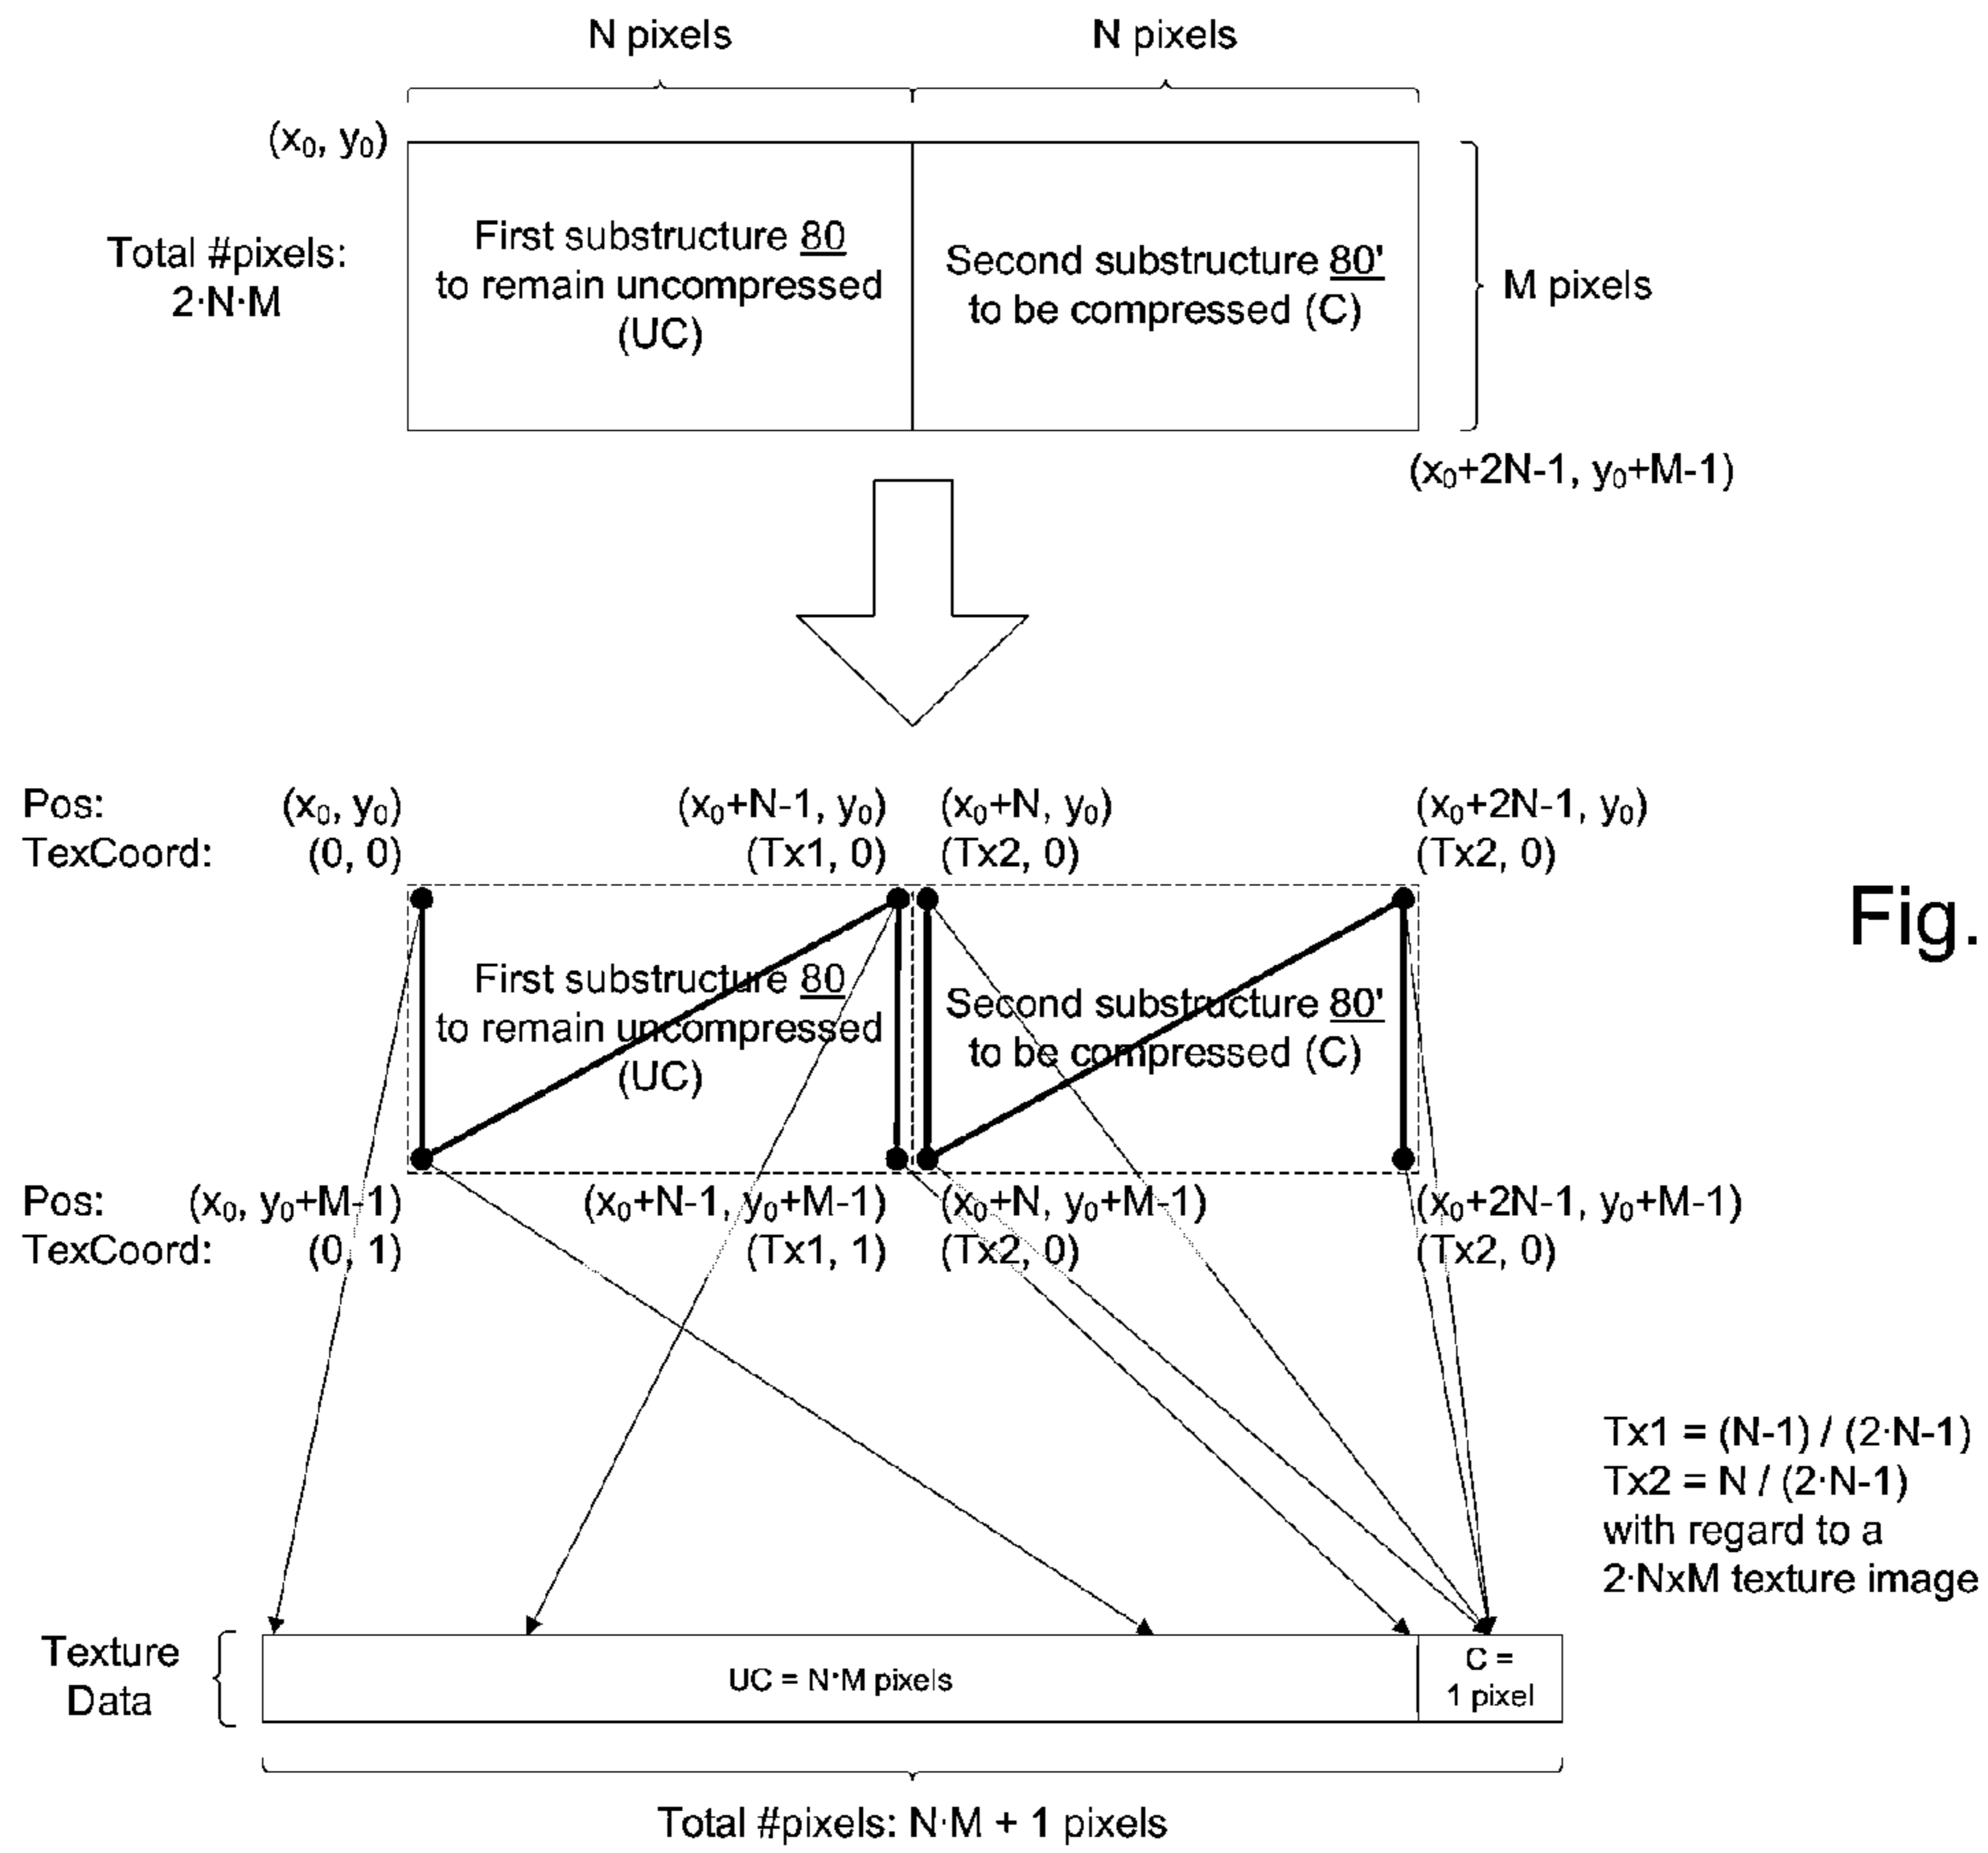 N pixels N pixels
(x₀, y₀)
Total #pixels:
2·N·M
First substructure 80
to remain uncompressed
(UC)
Second substructure 80'
to be compressed (C)
M pixels
(x₀+2N-1, y₀+M-1)
Pos: (x₀, y₀) (x₀+N-1, y₀) (x₀+N, y₀) (x₀+2N-1, y₀)
TexCoord: (0, 0) (Tx1, 0) (Tx2, 0) (Tx2, 0)
Fig.
First substructure 80
to remain uncompressed
(UC)
Second substructure 80'
to be compressed (C)
Pos: (x₀, y₀+M-1) (x₀+N-1, y₀+M-1) (x₀+N, y₀+M-1) (x₀+2N-1, y₀+M-1)
TexCoord: (0, 1) (Tx1, 1) (Tx2, 0) (Tx2, 0)
Tx1 = (N-1) / (2·N-1)
Tx2 = N / (2·N-1)
with regard to a
2·NxM texture image
Texture
Data
UC = N·M pixels
C =
1 pixel
Total #pixels: N·M + 1 pixels